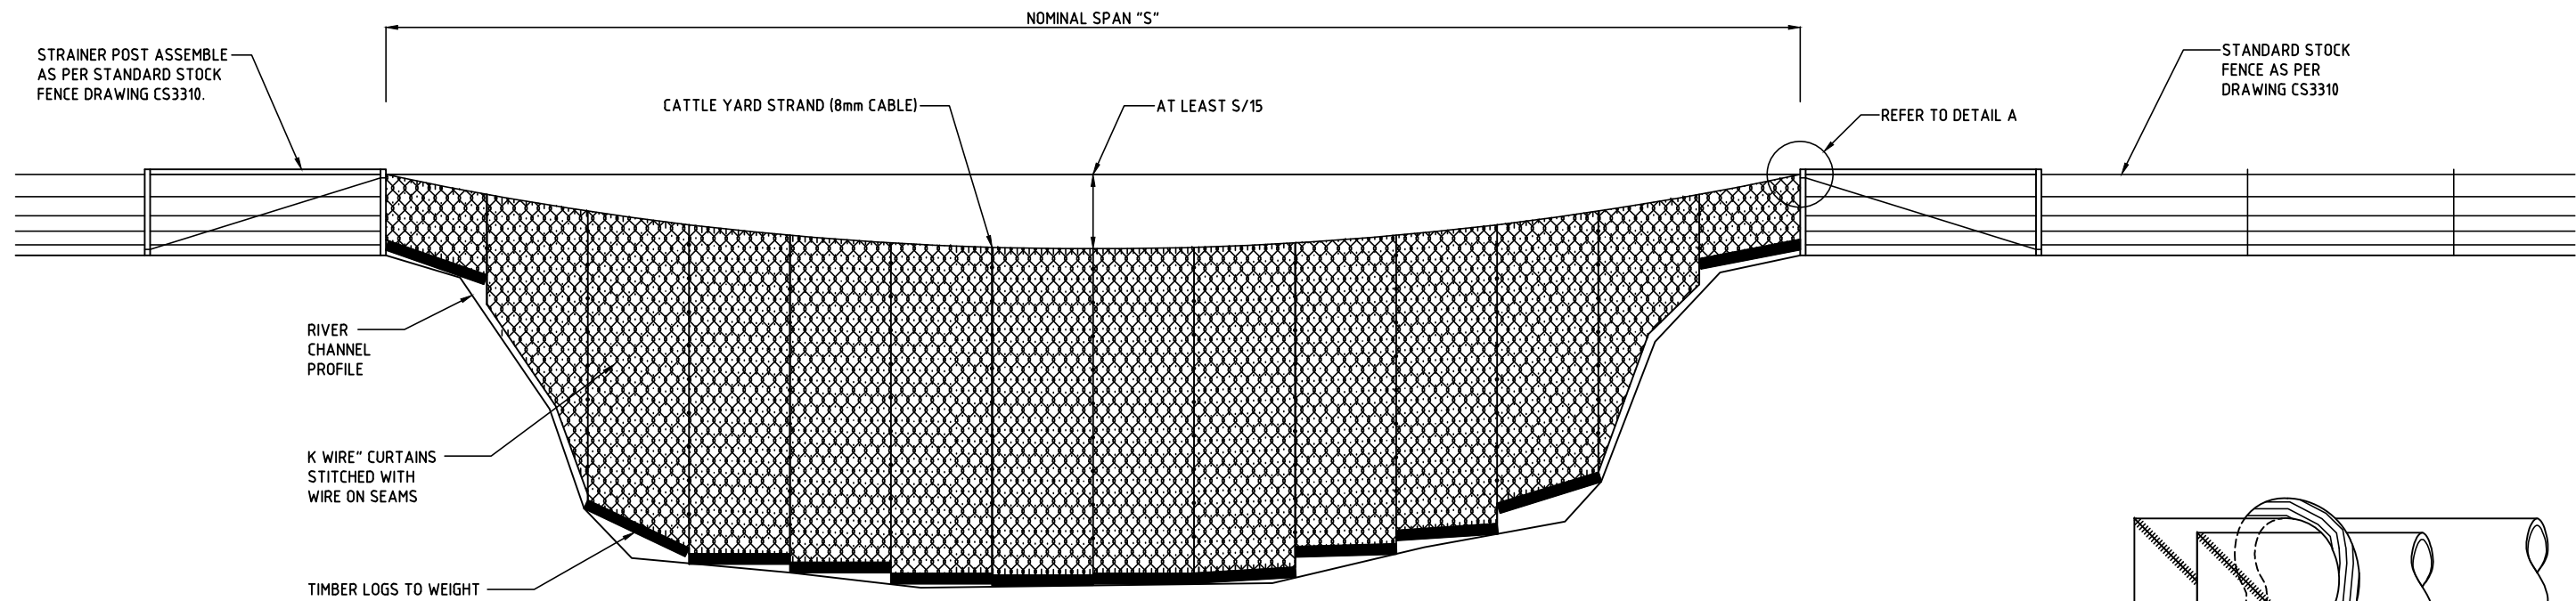 NOMINAL SPAN "S"
STRAINER POST ASSEMBLE
AS PER STANDARD STOCK
FENCE DRAWING CS3310.
CATTLE YARD STRAND (8mm CABLE)
AT LEAST S/15
REFER TO DETAIL A
STANDARD STOCK
FENCE AS PER
DRAWING CS3310
RIVER
CHANNEL
PROFILE
K WIRE" CURTAINS
STITCHED WITH
WIRE ON SEAMS
TIMBER LOGS TO WEIGHT